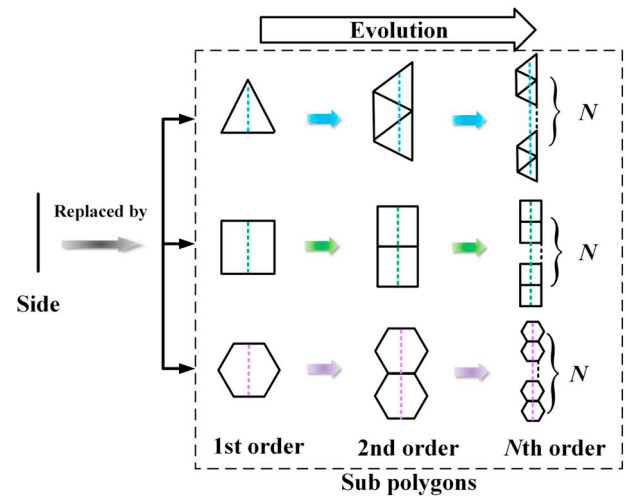 Evolution
N
Replaced by
N
Side
N
1st order 2nd order Nth order
Sub polygons